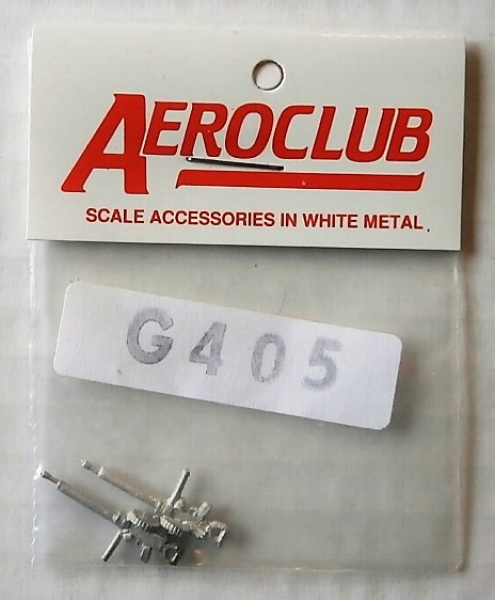 AEROCLUB
SCALE ACCESSORIES IN WHITE METAL.
G405